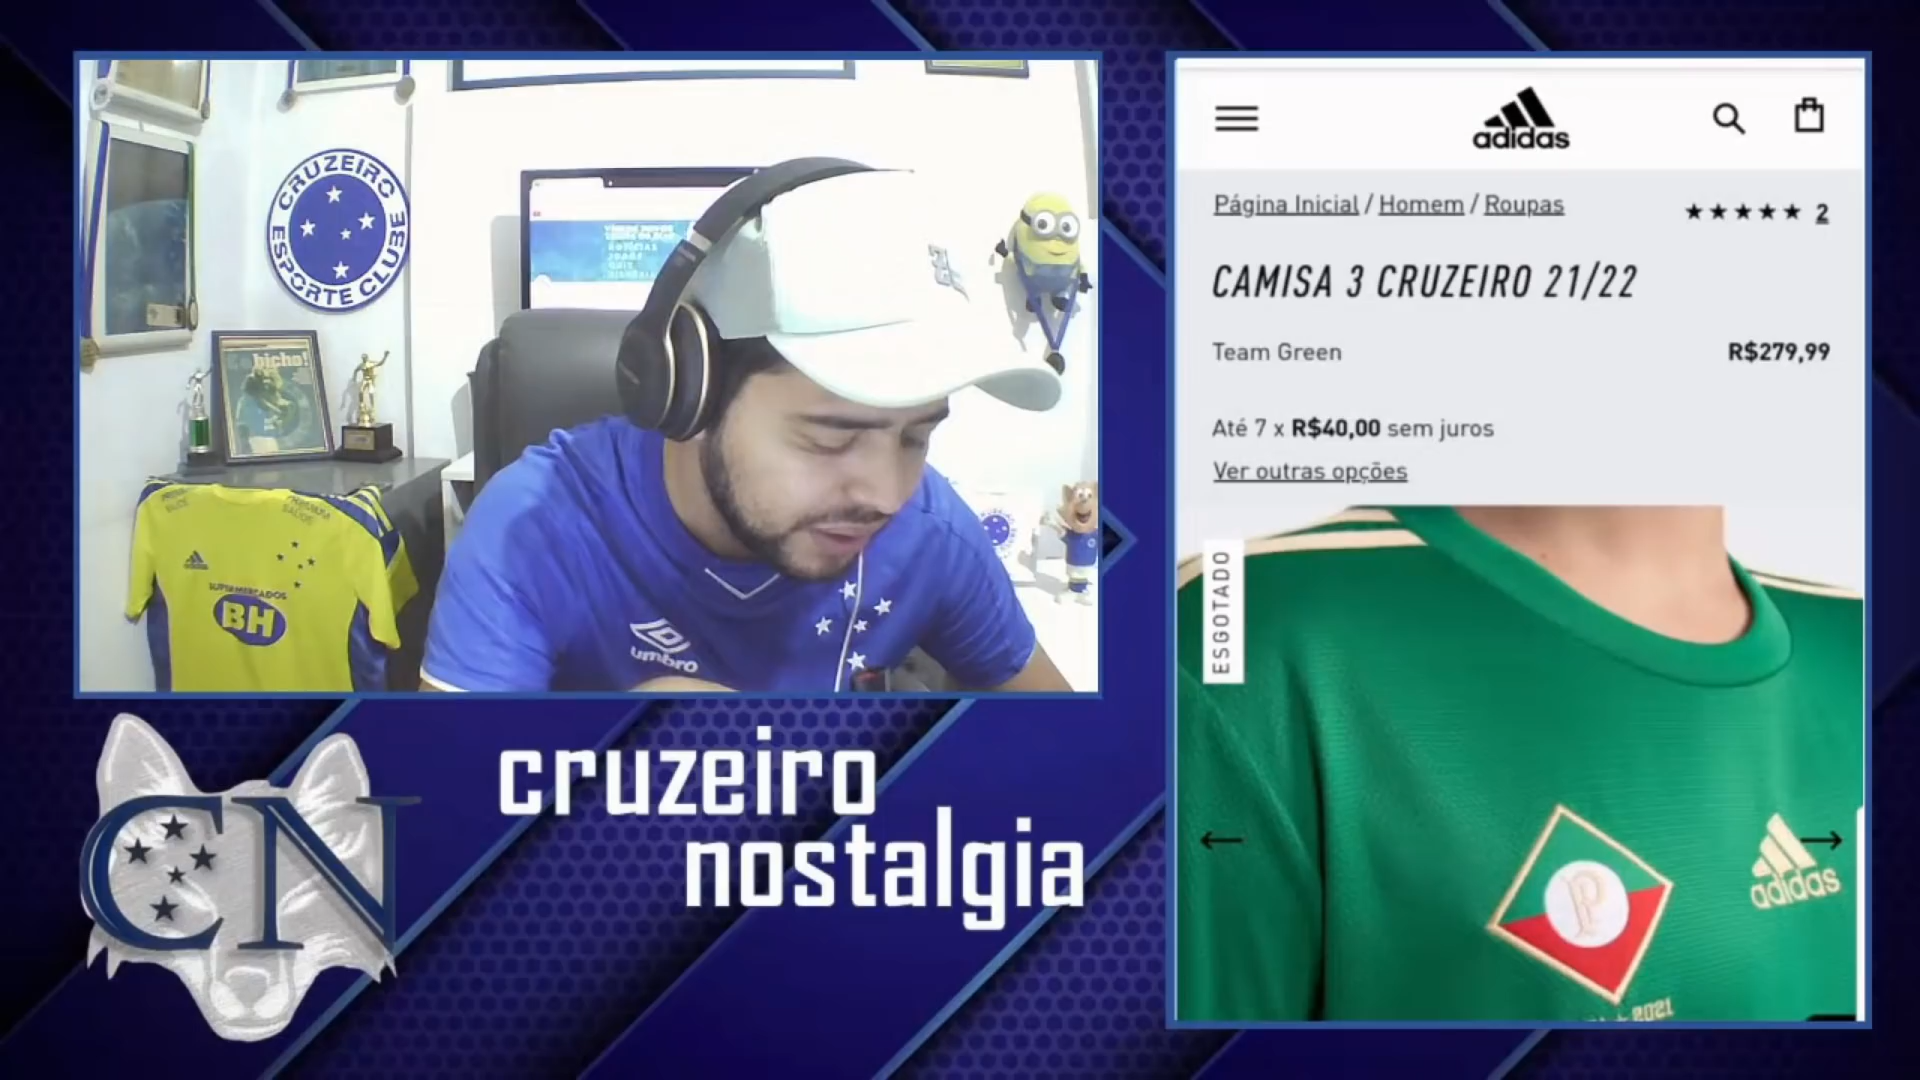 CRUZEIRO
ESPORTE CLUBE
bicho!
SUPERMERCADOS
BH
umbro
adidas
Página Inicial / Homem / Roupas
2
CAMISA 3 CRUZEIRO 21/22
Team Green
R$279,99
Até 7 x R$40,00 sem juros
Ver outras opções
ESGOTADO
P
adidas
2021
CN
cruzeiro
nostalgia